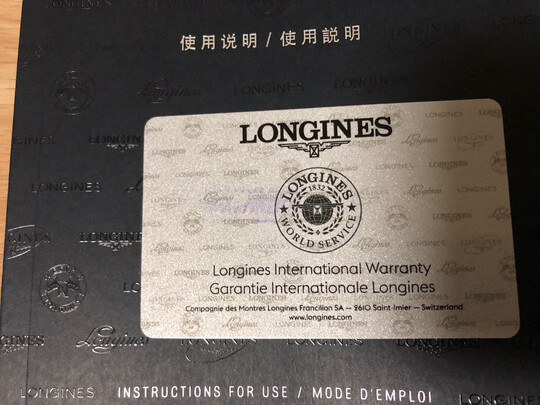 使用说明 / 使用説明
LONGINES
LONGINES
1832
WORLD SERVICE
Longines International Warranty
Garantie Internationale Longines
Compagnie des Montres Longines Francillon SA — 2610 Saint-Imier — Switzerland
www.longines.com
INSTRUCTIONS FOR USE / MODE D'EMPLOI